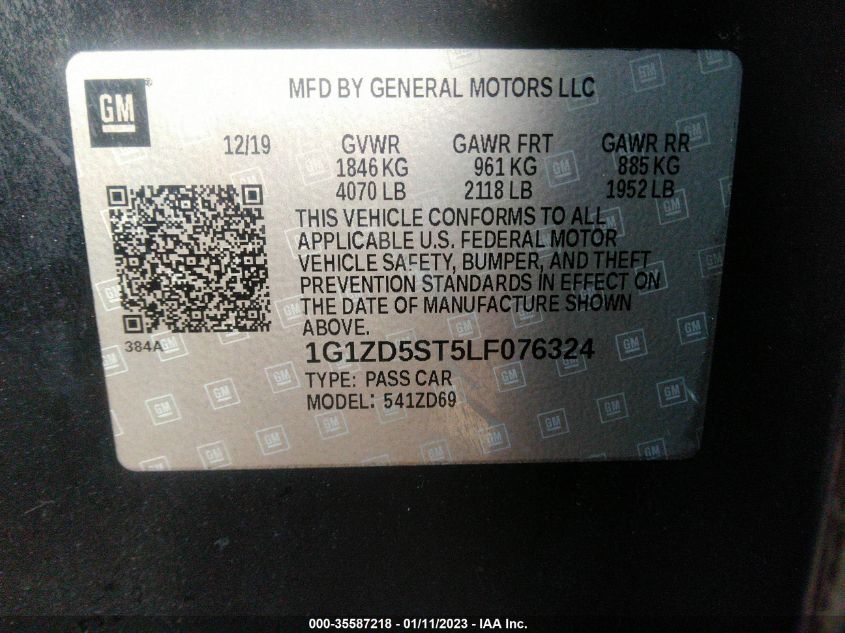 GM ®
MFD BY GENERAL MOTORS LLC
12/19 GVWR GAWR FRT GAWR RR
1846 KG 961 KG 885 KG
4070 LB 2118 LB 1952 LB
THIS VEHICLE CONFORMS TO ALL
APPLICABLE U.S. FEDERAL MOTOR
VEHICLE SAFETY, BUMPER, AND THEFT
PREVENTION STANDARDS IN EFFECT ON
THE DATE OF MANUFACTURE SHOWN
ABOVE.
384A
1G1ZD5ST5LF076324
TYPE: PASS CAR
MODEL: 541ZD69
000-35587218 - 01/11/2023 - IAA Inc.